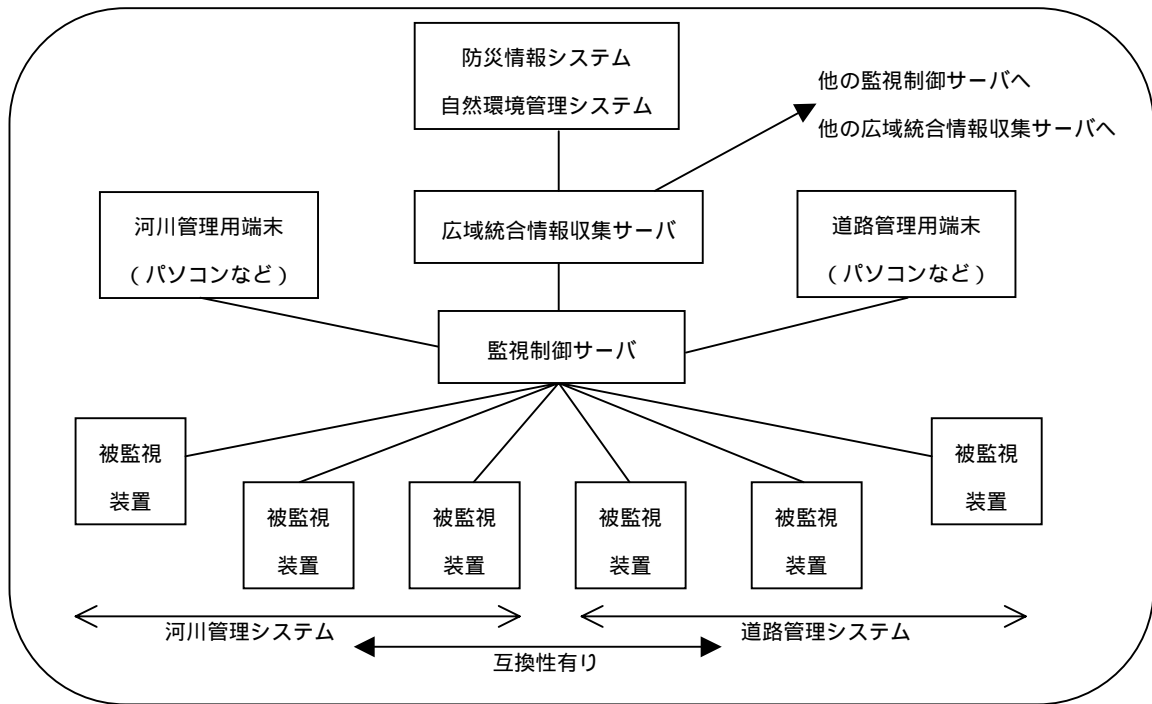 防災情報システム
自然環境管理システム
他の監視制御サーバへ
他の広域統合情報収集サーバへ
河川管理用端末
(パソコンなど)
広域統合情報収集サーバ
道路管理用端末
(パソコンなど)
監視制御サーバ
被監視
装置
被監視
装置
被監視
装置
被監視
装置
被監視
装置
被監視
装置
河川管理システム
道路管理システム
互換性有り